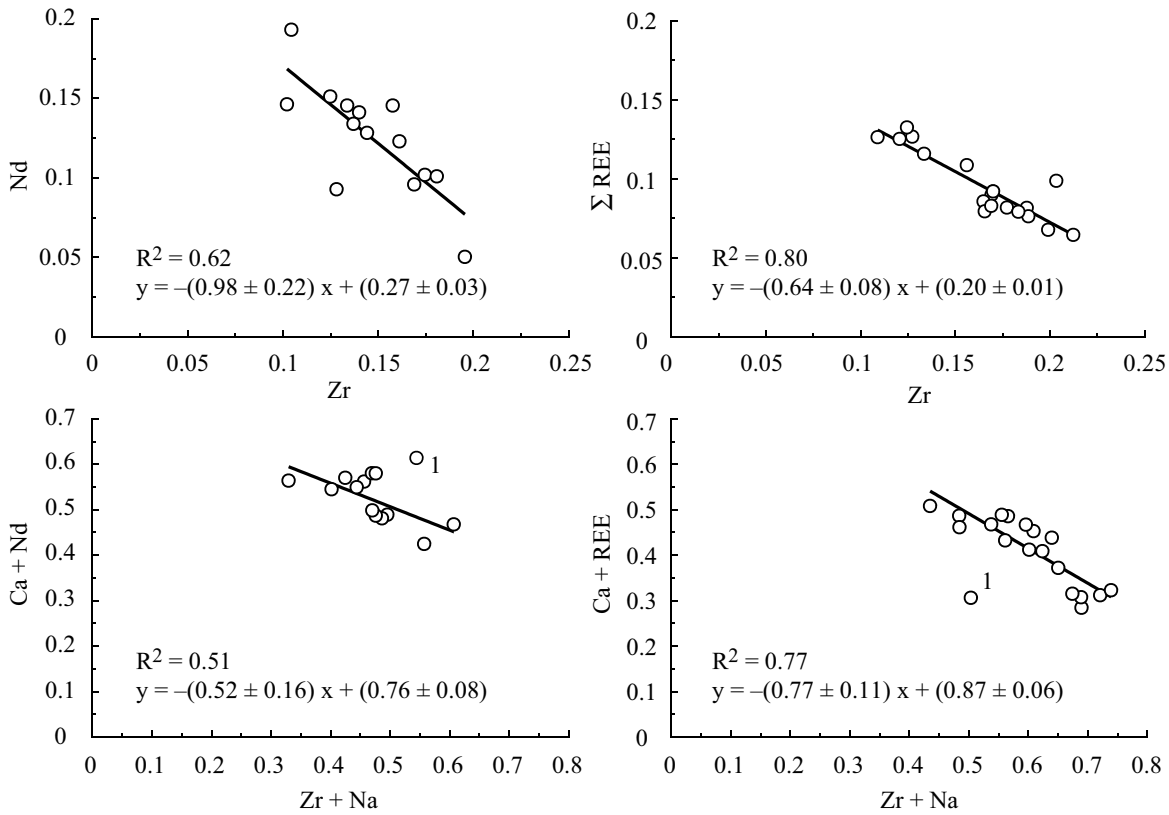 0.2
0.15
0.1
0.05
0
Nd
R2 = 0.62
y = –(0.98 ± 0.22) x + (0.27 ± 0.03)
0 0.05 0.1 0.15 0.2 0.25
Zr
0.2
0.15
0.1
0.05
0
Σ REE
R2 = 0.80
y = –(0.64 ± 0.08) x + (0.20 ± 0.01)
0 0.05 0.1 0.15 0.2 0.25
Zr
0.7
0.6
0.5
0.4
0.3
0.2
0.1
0
Ca + Nd
1
R2 = 0.51
y = –(0.52 ± 0.16) x + (0.76 ± 0.08)
0 0.1 0.2 0.3 0.4 0.5 0.6 0.7 0.8
Zr + Na
0.7
0.6
0.5
0.4
0.3
0.2
0.1
0
Ca + REE
1
R2 = 0.77
y = –(0.77 ± 0.11) x + (0.87 ± 0.06)
0 0.1 0.2 0.3 0.4 0.5 0.6 0.7 0.8
Zr + Na